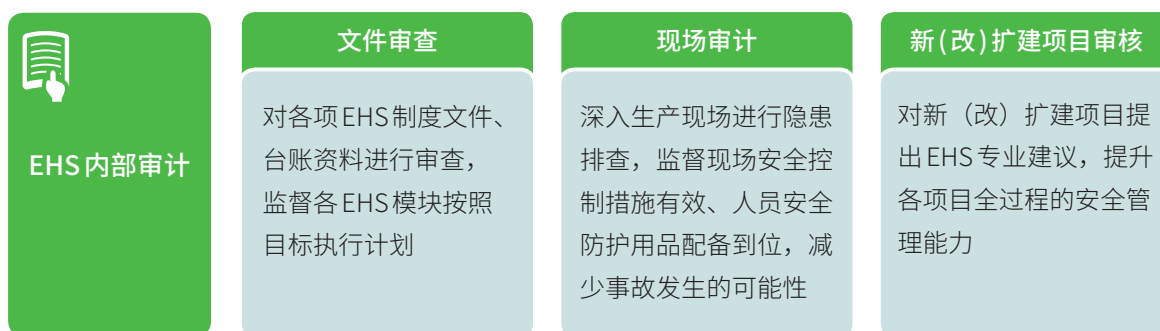 EHS内部审计
文件审查
对各项EHS制度文件、
台账资料进行审查，
监督各EHS模块按照
目标执行计划
现场审计
深入生产现场进行隐患
排查，监督现场安全控
制措施有效、人员安全
防护用品配备到位，减
少事故发生的可能性
新(改)扩建项目审核
对新（改）扩建项目提
出EHS专业建议，提升
各项目全过程的安全管
理能力